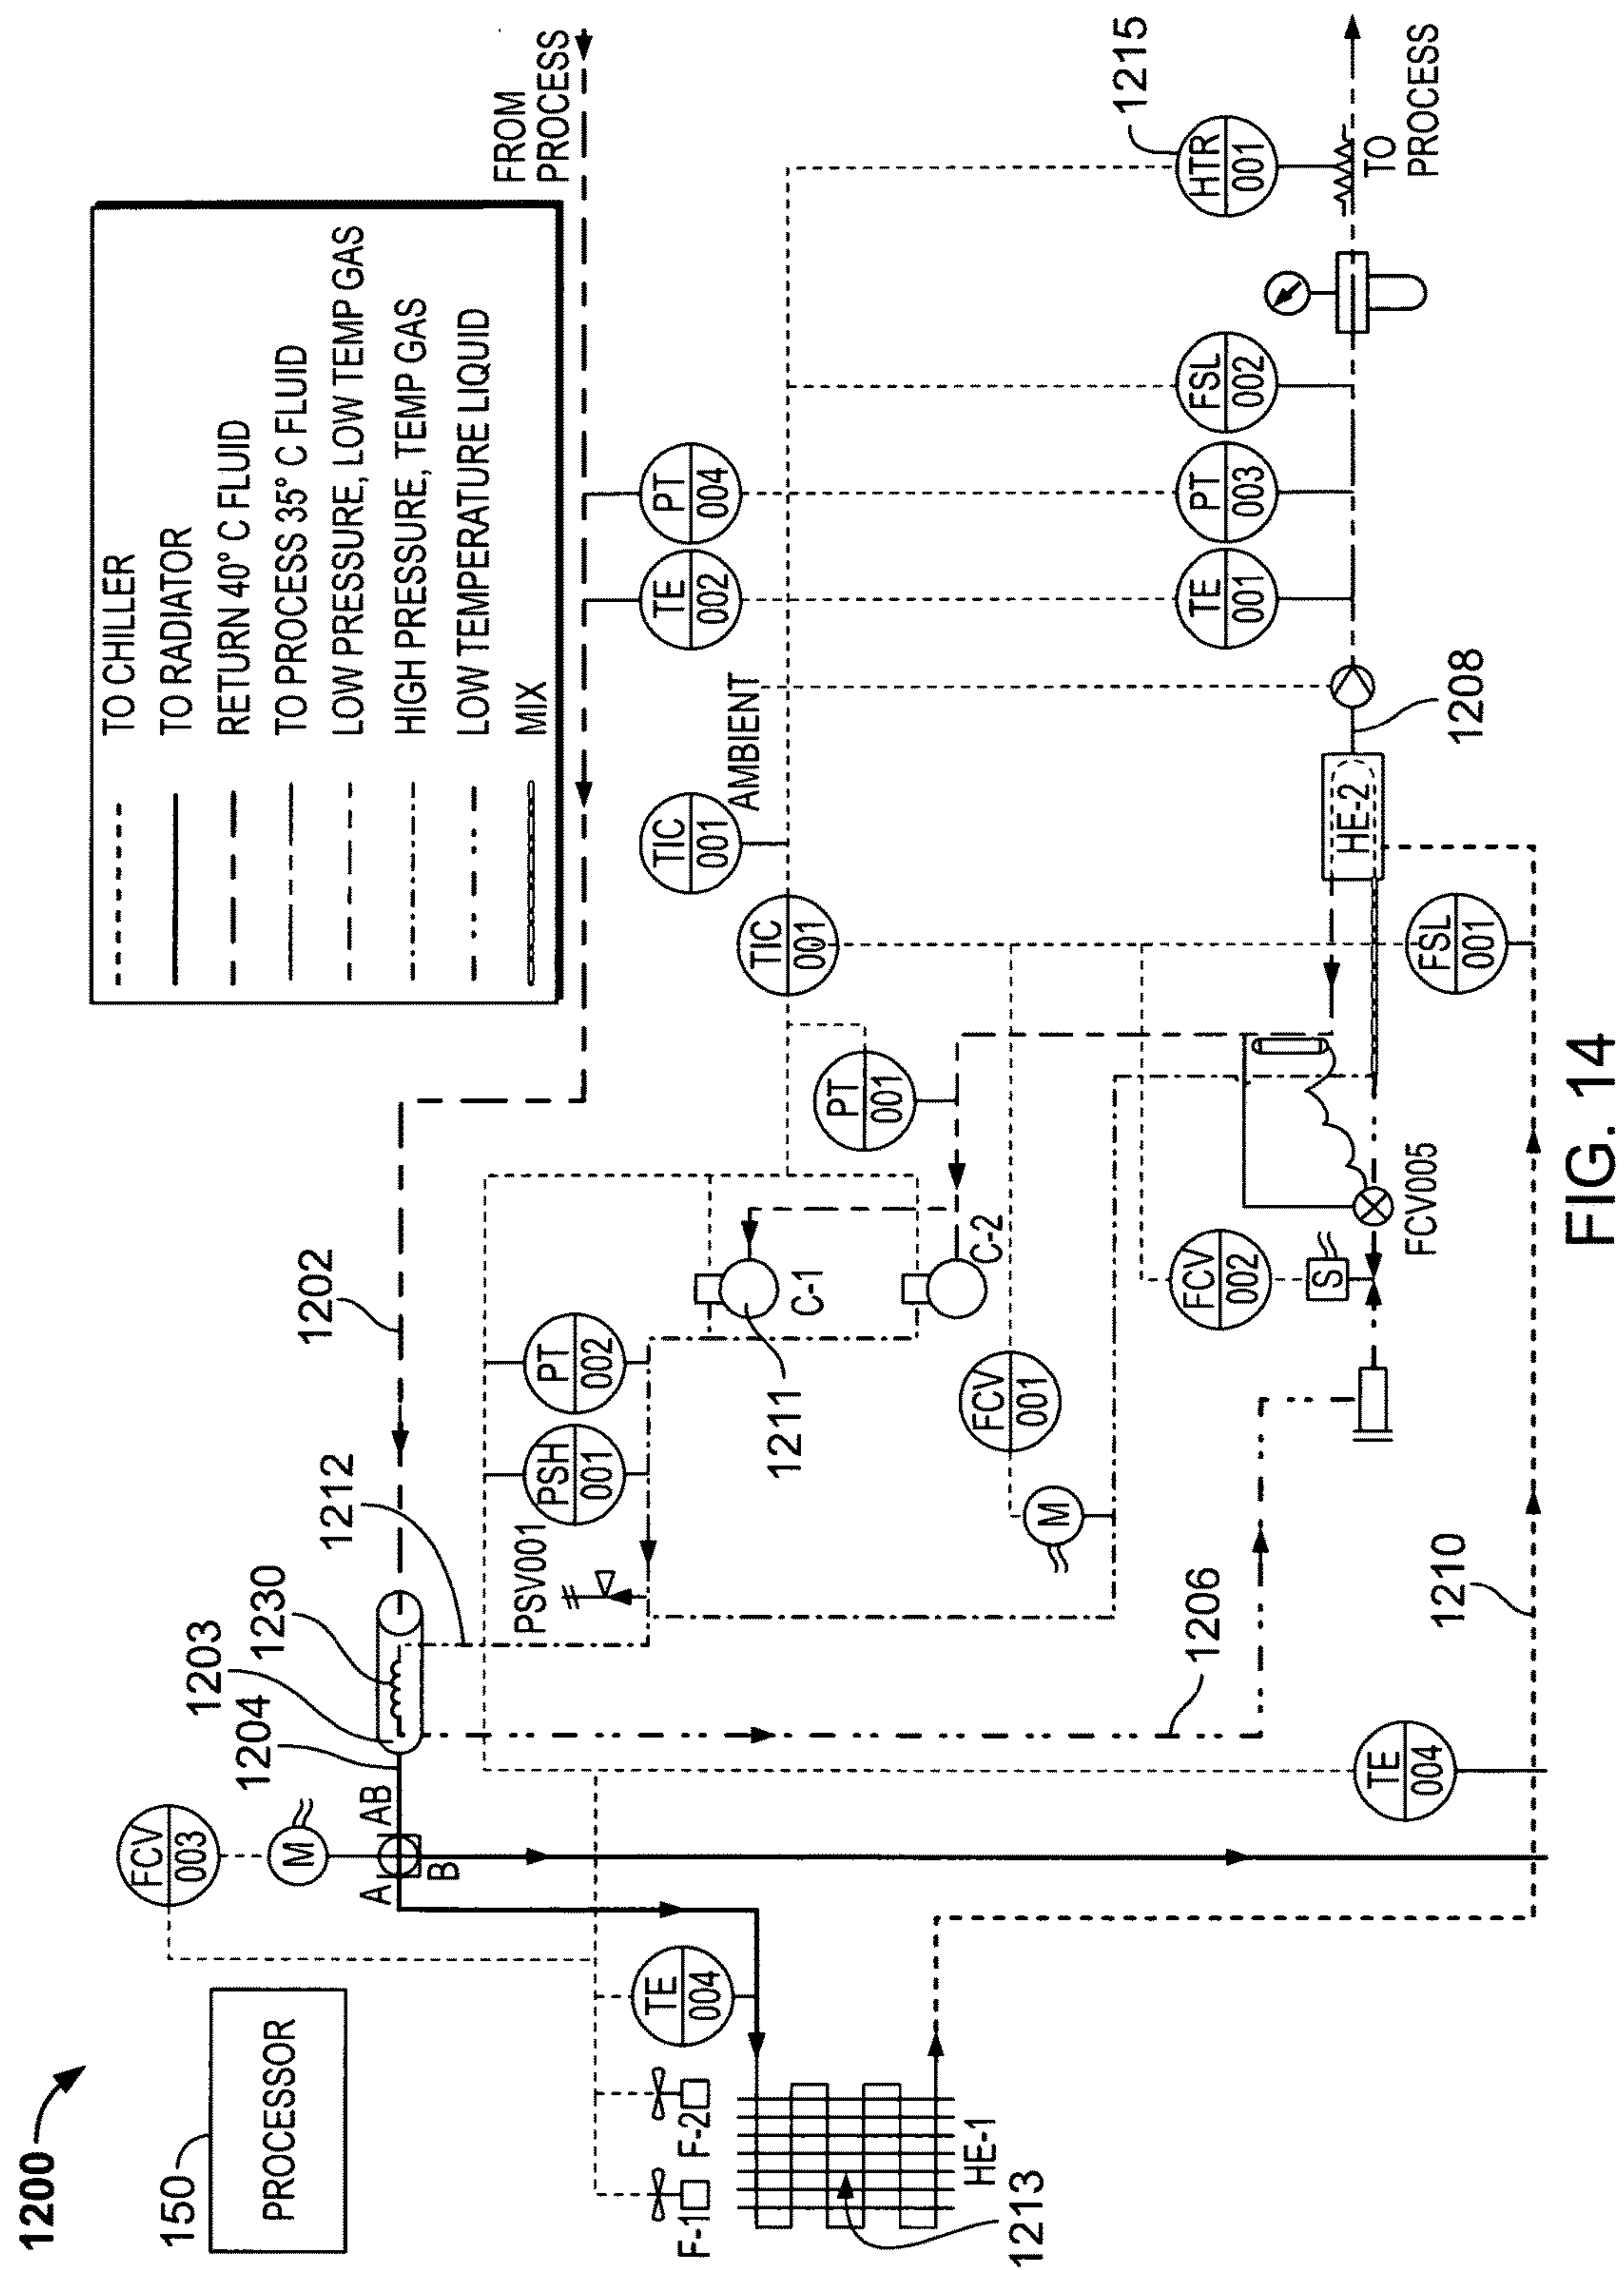 1200
150
PROCESSOR
TO CHILLER
TO RADIATOR
RETURN 40° C FLUID
TO PROCESS 35° C FLUID
LOW PRESSURE, LOW TEMP GAS
HIGH PRESSURE, TEMP GAS
LOW TEMPERATURE LIQUID
MIX
FROM
PROCESS
FCV
003
M
A
AB
B
1204
1203
1230
1212
1202
PSV001
PSH
001
PT
002
TE
002
PT
004
TIC
001
AMBIENT
TIC
001
PT
001
F-1
F-2
TE
004
HE-1
1213
C-1
1211
C-2
FCV
001
M
FCV
002
S
FCV005
1206
1210
TE
004
FSL
001
HE-2
1208
TE
001
PT
003
FSL
002
HTR
001
1215
TO
PROCESS
FIG. 14